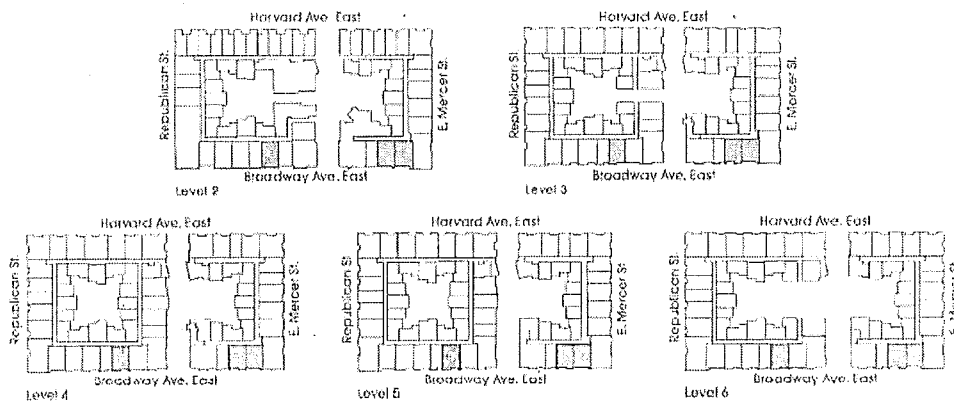 Harvard Ave. East
Republican St.
E. Mercer St.
Broadway Ave. East
Level 2
Harvard Ave. East
Republican St.
E. Mercer St.
Broadway Ave. East
Level 3
Harvard Ave. East
Republican St.
E. Mercer St.
Broadway Ave. East
Level 4
Harvard Ave. East
Republican St.
E. Mercer St.
Broadway Ave. East
Level 5
Harvard Ave. East
Republican St.
E. Mercer St.
Broadway Ave. East
Level 6